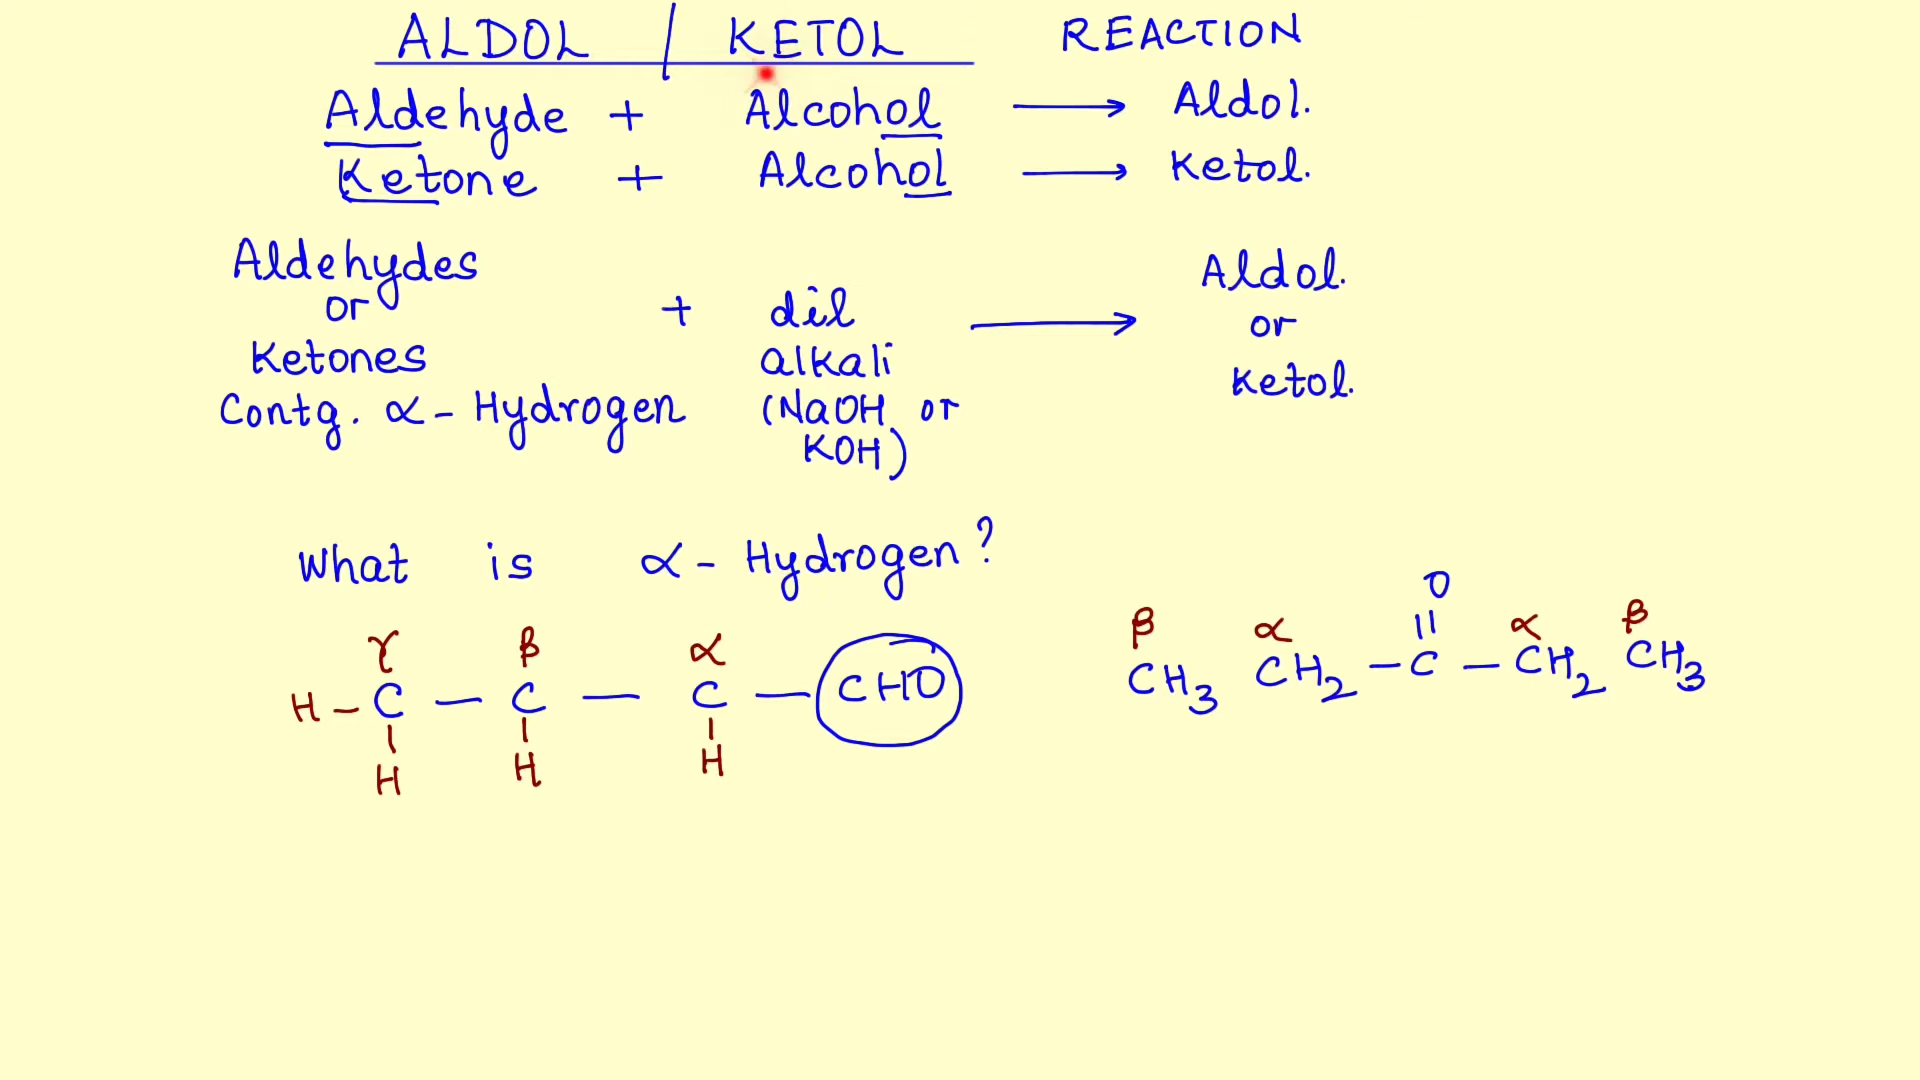 ALDOL / KETOL REACTION
Aldehyde + Alcohol ⟶ Aldol.
Ketone + Alcohol ⟶ Ketol.
Aldehydes
or
Ketones
Contg. α- Hydrogen
+ dil
alkali
(NaOH or
KOH)
⟶
Aldol.
or
Ketol.
What is α- Hydrogen?
γ β α
H - C — C — C — CHO
H H H
O
||
β α α β
CH3 CH2 — C — CH2 CH3